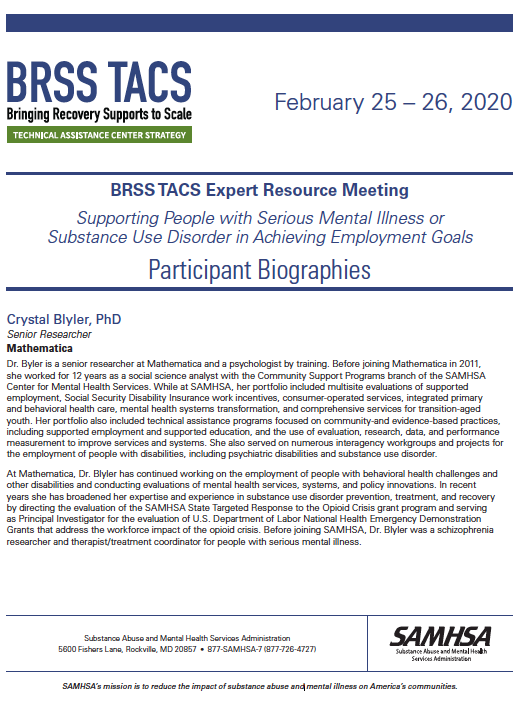 BRSS TACS
Bringing Recovery Supports to Scale
TECHNICAL ASSISTANCE CENTER STRATEGY
February 25 – 26, 2020
BRSS TACS Expert Resource Meeting
Supporting People with Serious Mental Illness or
Substance Use Disorder in Achieving Employment Goals
Participant Biographies
Crystal Blyler, PhD
Senior Researcher
Mathematica
Dr. Byler is a senior researcher at Mathematica and a psychologist by training. Before joining Mathematica in 2011,
she worked for 12 years as a social science analyst with the Community Support Programs branch of the SAMHSA
Center for Mental Health Services. While at SAMHSA, her portfolio included multisite evaluations of supported
employment, Social Security Disability Insurance work incentives, consumer-operated services, integrated primary
and behavioral health care, mental health systems transformation, and comprehensive services for transition-aged
youth. Her portfolio also included technical assistance programs focused on community-and evidence-based practices,
including supported employment and supported education, and the use of evaluation, research, data, and performance
measurement to improve services and systems. She also served on numerous interagency workgroups and projects for
the employment of people with disabilities, including psychiatric disabilities and substance use disorder.
At Mathematica, Dr. Blyler has continued working on the employment of people with behavioral health challenges and
other disabilities and conducting evaluations of mental health services, systems, and policy innovations. In recent
years she has broadened her expertise and experience in substance use disorder prevention, treatment, and recovery
by directing the evaluation of the SAMHSA State Targeted Response to the Opioid Crisis grant program and serving
as Principal Investigator for the evaluation of U.S. Department of Labor National Health Emergency Demonstration
Grants that address the workforce impact of the opioid crisis. Before joining SAMHSA, Dr. Blyler was a schizophrenia
researcher and therapist/treatment coordinator for people with serious mental illness.
Substance Abuse and Mental Health Services Administration
5600 Fishers Lane, Rockville, MD 20857 • 877-SAMHSA-7 (877-726-4727)
SAMHSA
Substance Abuse and Mental Health
Services Administration
SAMHSA's mission is to reduce the impact of substance abuse and mental illness on America's communities.